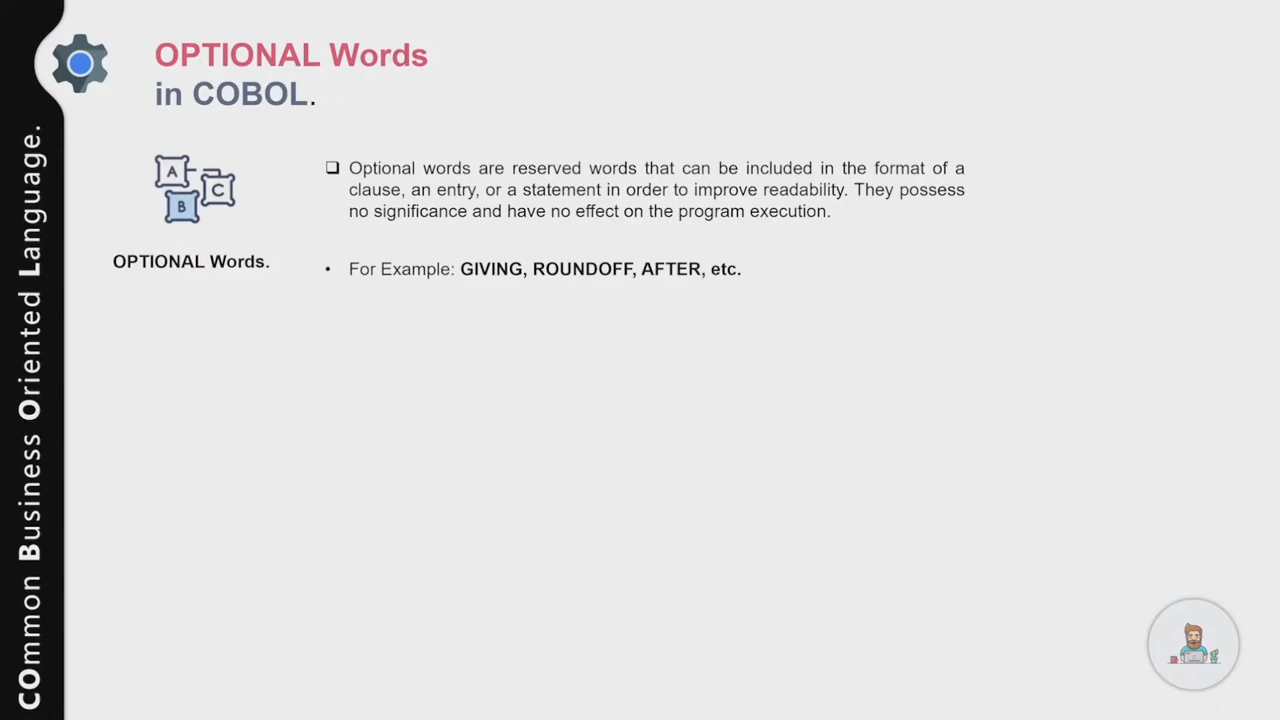 OPTIONAL Words
in COBOL.
A
B
C
OPTIONAL Words.
❑ Optional words are reserved words that can be included in the format of a
clause, an entry, or a statement in order to improve readability. They possess
no significance and have no effect on the program execution.
• For Example: GIVING, ROUNDOFF, AFTER, etc.
COmmon Business Oriented Language.